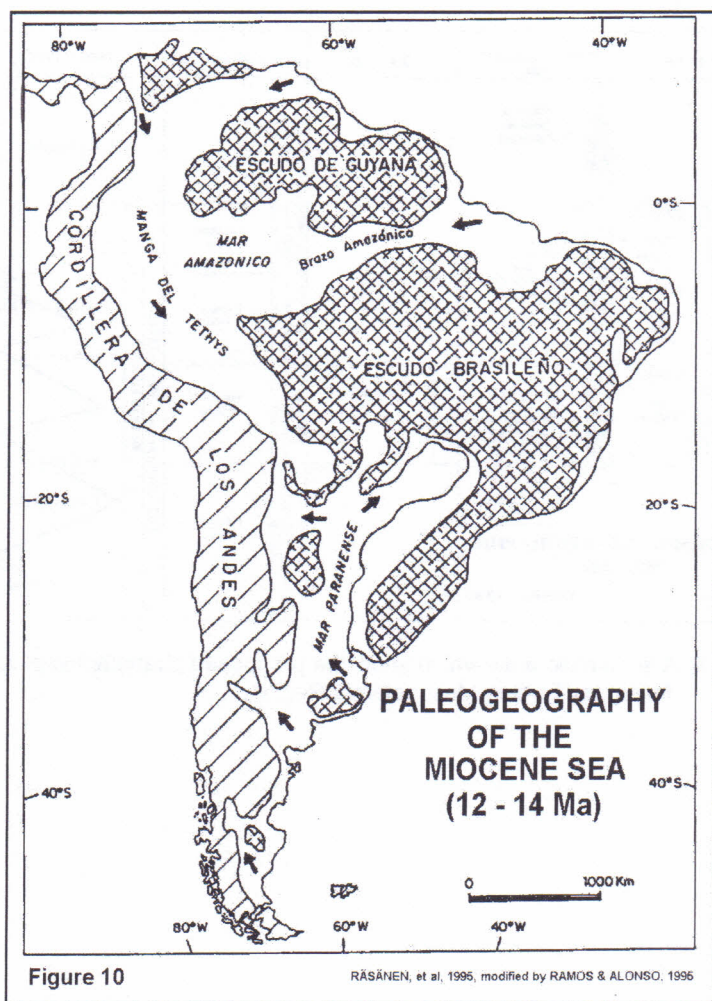 80°W 60°W 40°W
ESCUDO DE GUYANA
0°S
CORDILLERA DE LOS ANDES
MANGA DEL TETHYS
MAR
AMAZONICO
Brazo Amazónico
ESCUDO BRASILEÑO
20°S 20°S
MAR PARANENSE
PALEOGEOGRAPHY
OF THE
MIOCENE SEA
(12 - 14 Ma)
40°S 40°S
0 1000 Km
80°W 60°W 40°W
Figure 10
RÄSÄNEN, et al, 1995, modified by RAMOS & ALONSO, 1995